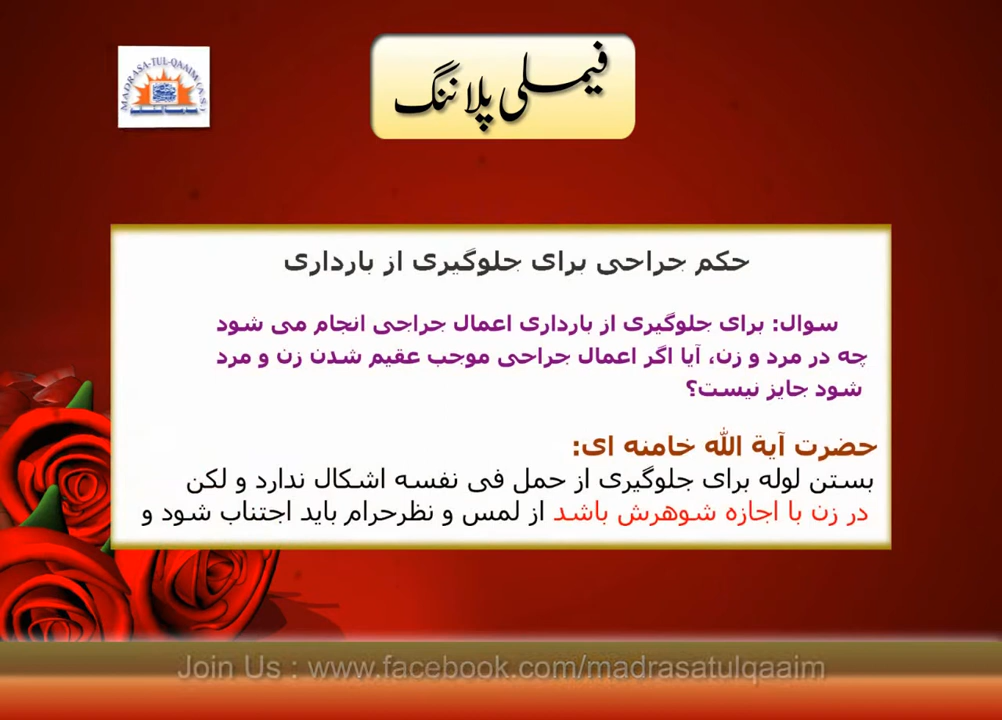 MADRASA-TUL-QAAIM(A.S)
فیملی پلاننگ
حکم جراحی برای جلوگیری از بارداری
سوال: برای جلوگیری از بارداری اعمال جراحی انجام می شود
چه در مرد و زن، آیا اگر اعمال جراحی موجب عقیم شدن زن و مرد
شود جایز نیست؟
حضرت آیة الله خامنه ای:
بستن لوله برای جلوگیری از حمل فی نفسه اشکال ندارد و لکن
در زن با اجازه شوهرش باشد از لمس و نظرحرام باید اجتناب شود و
Join Us : www.facebook.com/madrasatulqaaim